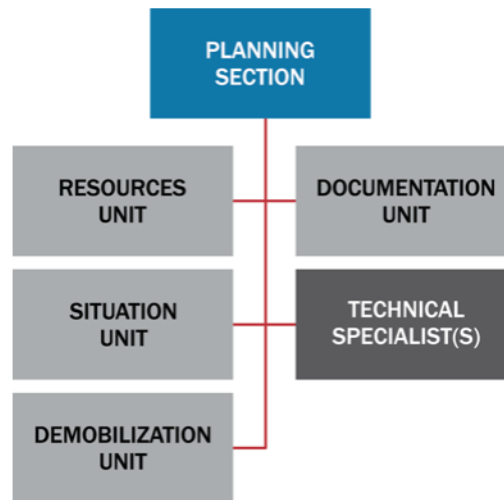 PLANNING
SECTION
RESOURCES
UNIT
DOCUMENTATION
UNIT
SITUATION
UNIT
TECHNICAL
SPECIALIST(S)
DEMOBILIZATION
UNIT